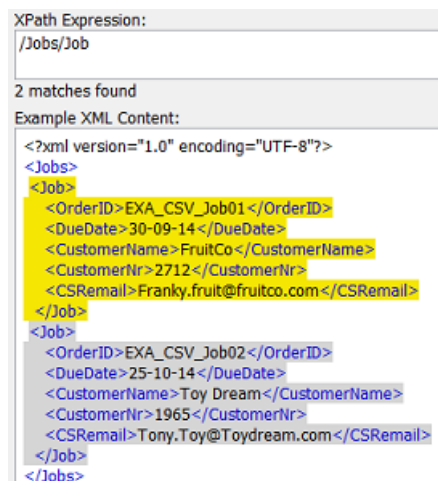 XPath Expression:
/Jobs/Job
2 matches found
Example XML Content:
<?xml version="1.0" encoding="UTF-8"?>
<Jobs>
<Job>
<OrderID>EXA_CSV_Job01</OrderID>
<DueDate>30-09-14</DueDate>
<CustomerName>FruitCo</CustomerName>
<CustomerNr>2712</CustomerNr>
<CSRemail>Franky.fruit@fruitco.com</CSRemail>
</Job>
<Job>
<OrderID>EXA_CSV_Job02</OrderID>
<DueDate>25-10-14</DueDate>
<CustomerName>Toy Dream</CustomerName>
<CustomerNr>1965</CustomerNr>
<CSRemail>Tony.Toy@Toydream.com</CSRemail>
</Job>
</Jobs>